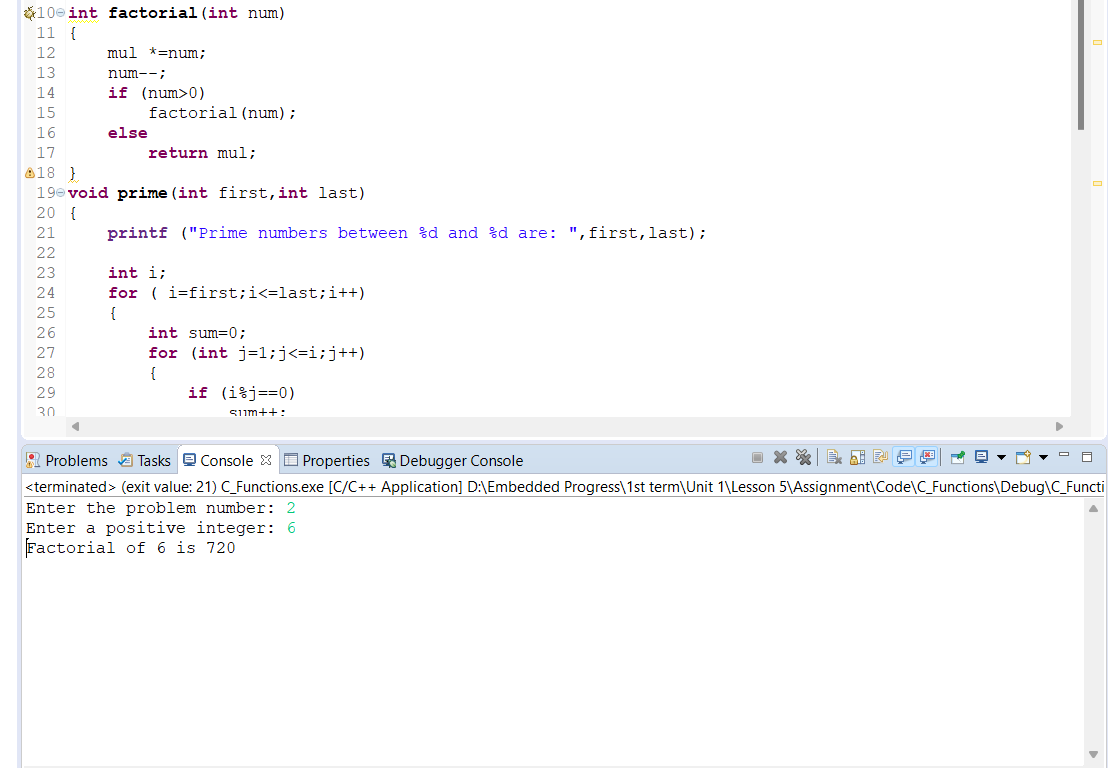 10 int factorial(int num)
11 {
12     mul *=num;
13     num--;
14     if (num>0)
15         factorial(num);
16     else
17         return mul;
18 }
19 void prime(int first,int last)
20 {
21     printf ("Prime numbers between %d and %d are: ",first,last);
22
23     int i;
24     for ( i=first;i<=last;i++)
25     {
26         int sum=0;
27         for (int j=1;j<=i;j++)
28         {
29             if (i%j==0)
30                 sum++;
Problems Tasks Console Properties Debugger Console
<terminated> (exit value: 21) C_Functions.exe [C/C++ Application] D:\Embedded Progress\1st term\Unit 1\Lesson 5\Assignment\Code\C_Functions\Debug\C_Functi
Enter the problem number: 2
Enter a positive integer: 6
Factorial of 6 is 720